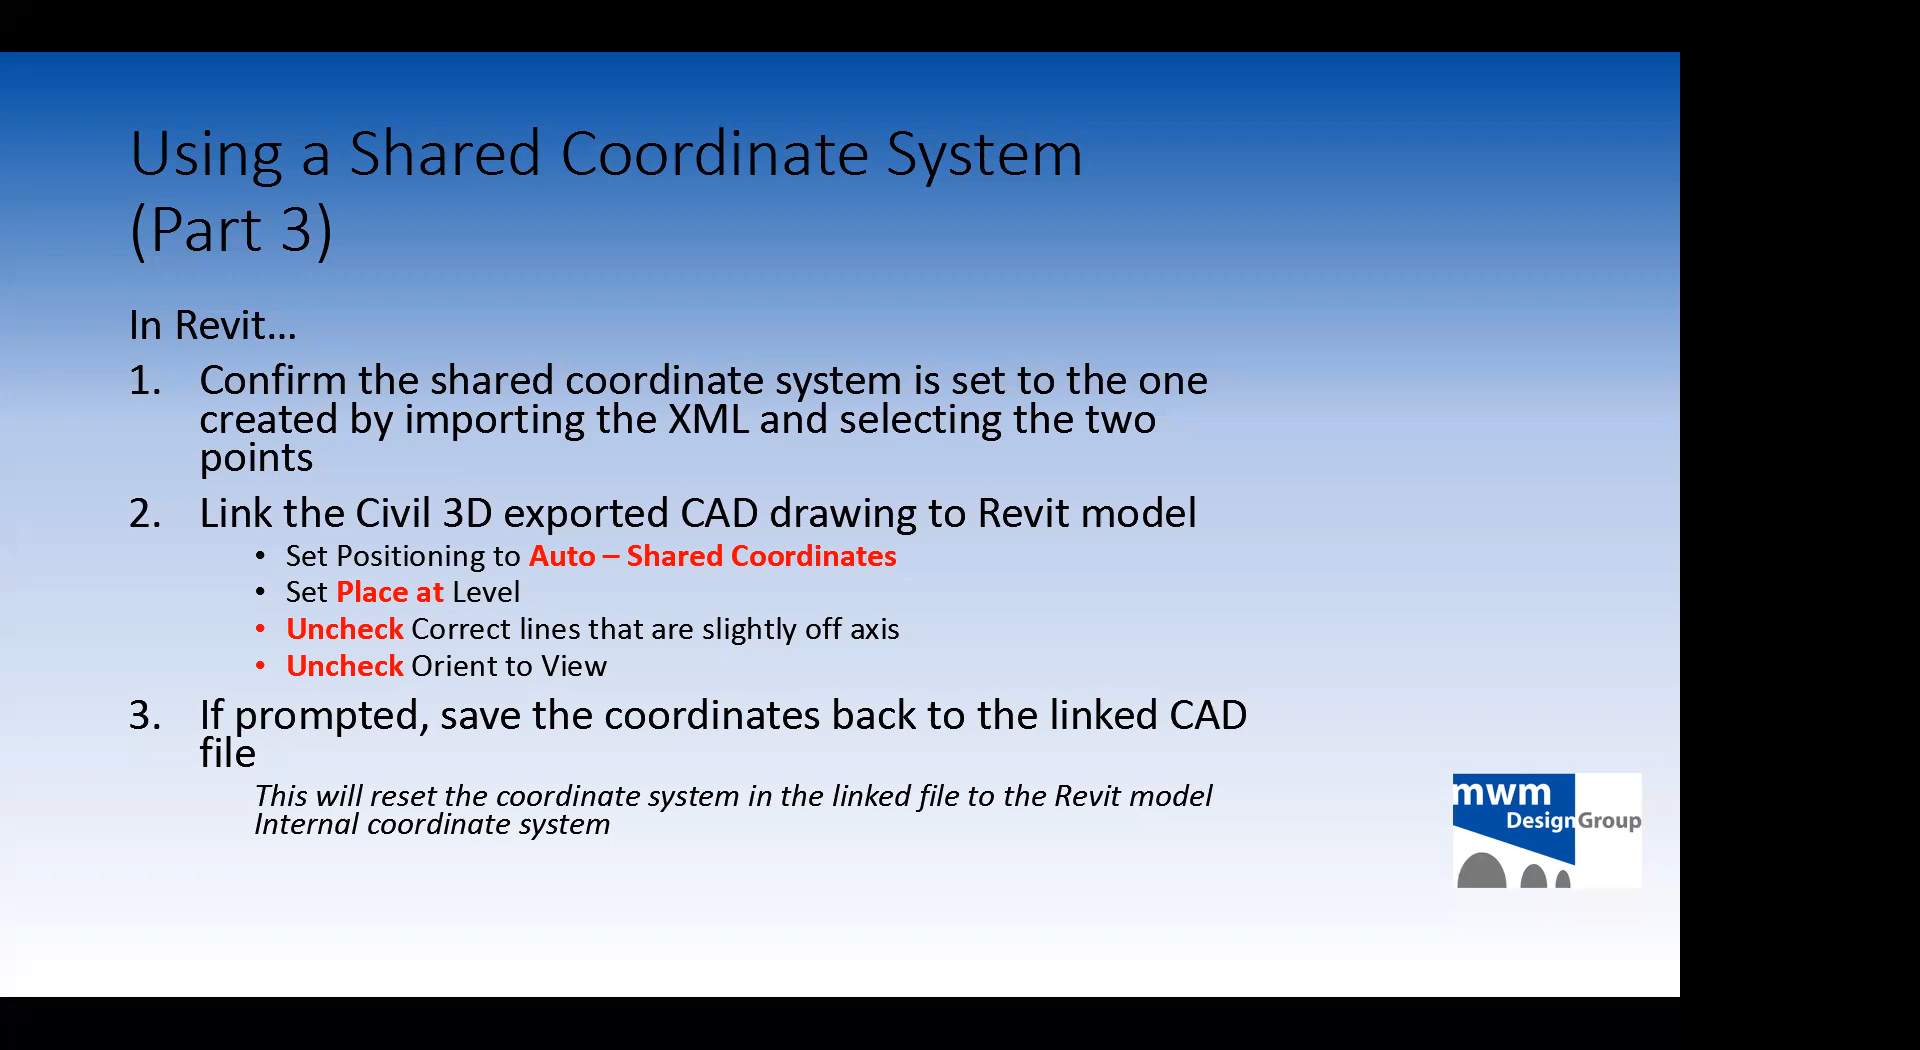 Using a Shared Coordinate System
(Part 3)
In Revit...
1. Confirm the shared coordinate system is set to the one
created by importing the XML and selecting the two
points
2. Link the Civil 3D exported CAD drawing to Revit model
• Set Positioning to Auto – Shared Coordinates
• Set Place at Level
• Uncheck Correct lines that are slightly off axis
• Uncheck Orient to View
3. If prompted, save the coordinates back to the linked CAD
file
This will reset the coordinate system in the linked file to the Revit model
Internal coordinate system
mwm
DesignGroup